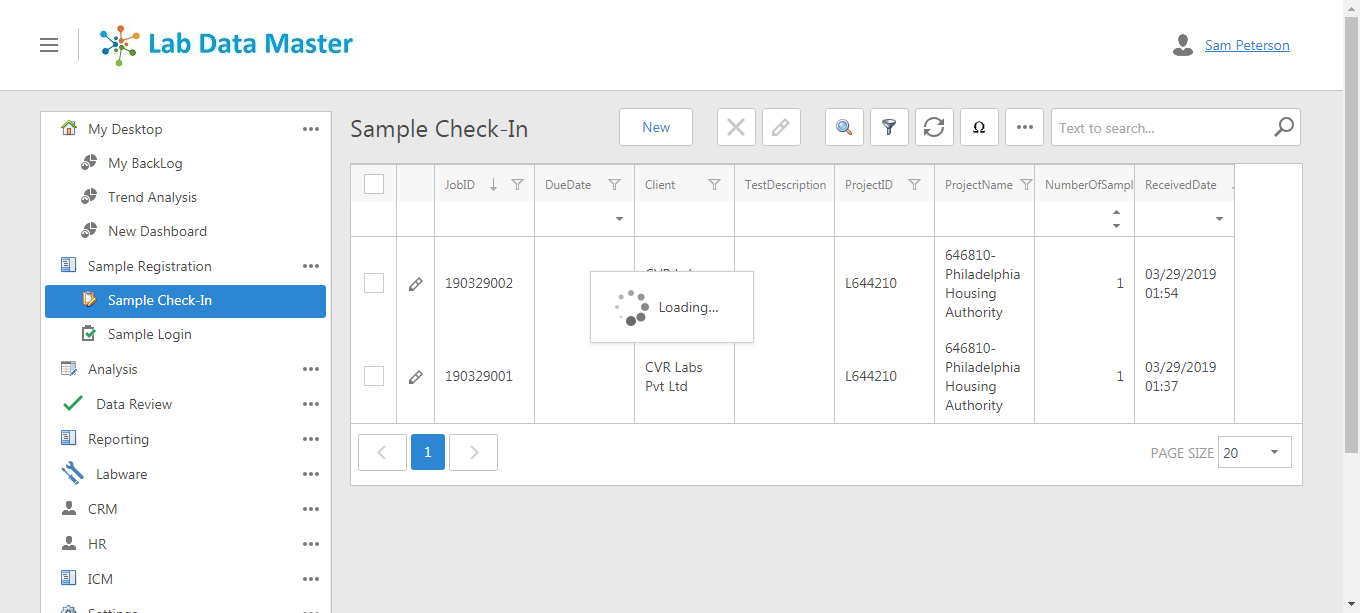 Lab Data Master
Sam Peterson
My Desktop
My BackLog
Trend Analysis
New Dashboard
Sample Registration
Sample Check-In
Sample Login
Analysis
Data Review
Reporting
Labware
CRM
HR
ICM
Settings
Sample Check-In
New
Ω
Text to search...
JobID
DueDate
Client
TestDescription
ProjectID
ProjectName
NumberOfSampl
ReceivedDate
190329002
CVR Labs
L644210
646810-
Philadelphia
Housing
Authority
1
03/29/2019
01:54
Loading...
190329001
CVR Labs
Pvt Ltd
L644210
646810-
Philadelphia
Housing
Authority
1
03/29/2019
01:37
1
PAGE SIZE
20